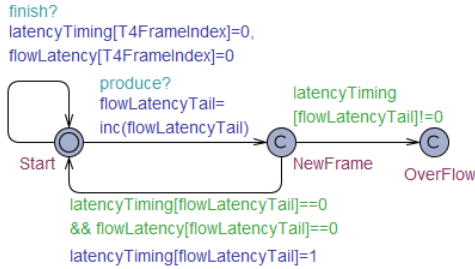 finish?
latencyTiming[T4FrameIndex]=0,
flowLatency[T4FrameIndex]=0
produce?
flowLatencyTail=
inc(flowLatencyTail)
latencyTiming
[flowLatencyTail]!=0
C
C
Start
NewFrame
OverFlow
latencyTiming[flowLatencyTail]==0
&& flowLatency[flowLatencyTail]==0
latencyTiming[flowLatencyTail]=1